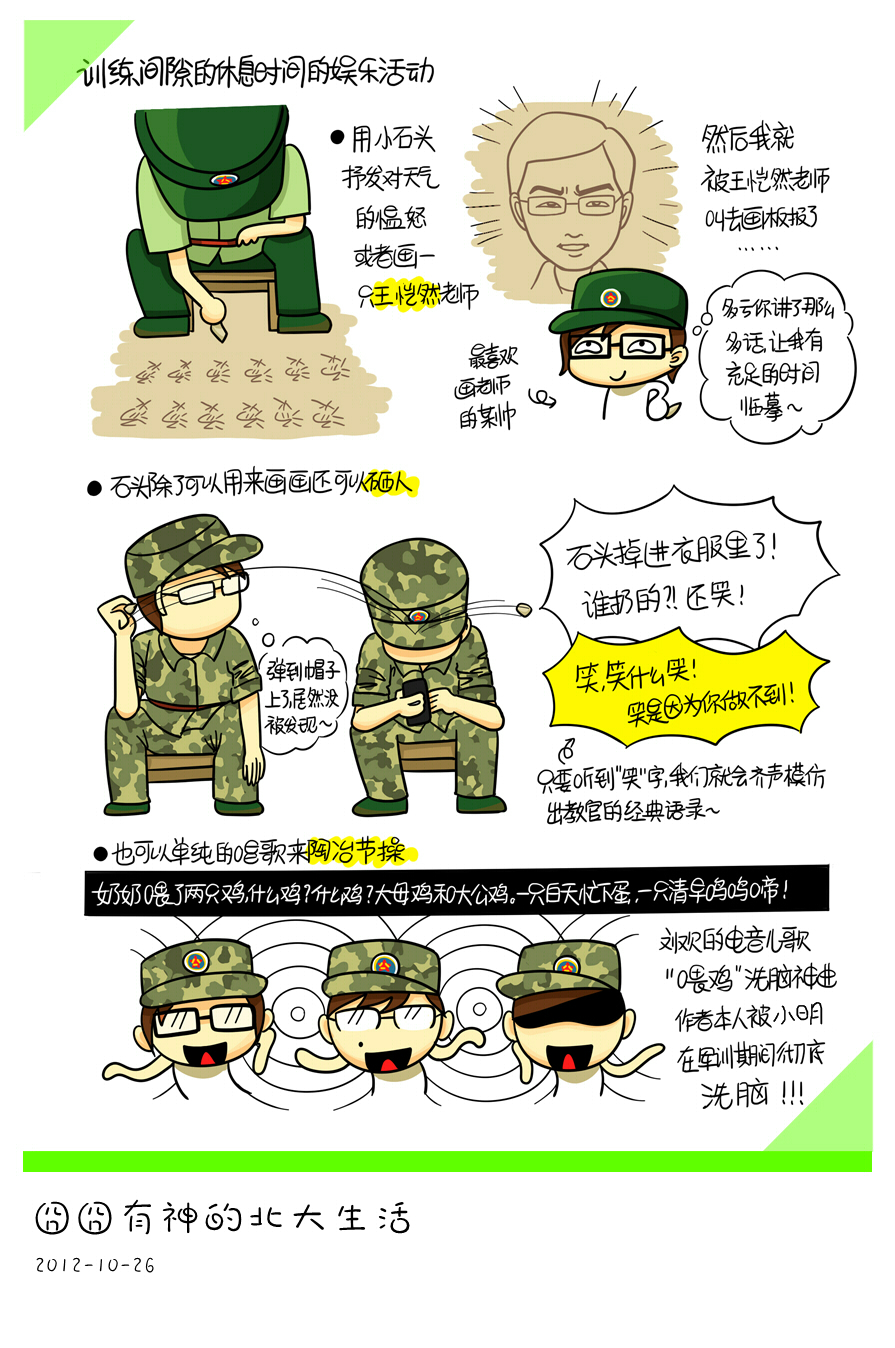 训练间隙的休息时间的娱乐活动
●用小石头
抒发对天气
的愠怒
或者画一
只王恺然老师
然后我就
被王恺然老师
叫去画板报了
……
多亏你讲了那么
多话,让我有
充足的时间
临摹~
最喜欢
画老师
的某帅
●石头除了可以用来画画还可以砸人
弹到帽子
上了,居然没
被发现~
石头掉进衣服里了!
谁扔的?!还笑!
笑,笑什么笑!
笑是因为你做不到!
只要听到"笑"字,我们就会齐声模仿
出教官的经典语录~
●也可以单纯的唱歌来陶冶节操
奶奶喂了两只鸡,什么鸡?什么鸡?大母鸡和大公鸡。一只白天忙下蛋,一只清早呜呜啼!
刘欢的电音儿歌
"喂鸡"洗脑神曲
作者本人被小明
在军训期间彻底
洗脑!!!
囧囧有神的北大生活
2012-10-26